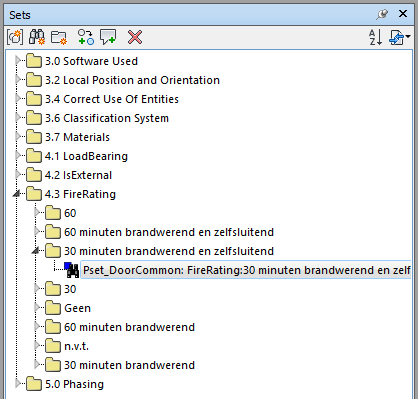 Sets
3.0 Software Used
3.2 Local Position and Orientation
3.4 Correct Use Of Entities
3.6 Classification System
3.7 Materials
4.1 LoadBearing
4.2 IsExternal
4.3 FireRating
60
60 minuten brandwerend en zelfsluitend
30 minuten brandwerend en zelfsluitend
Pset_DoorCommon: FireRating:30 minuten brandwerend en zelf
30
Geen
60 minuten brandwerend
n.v.t.
30 minuten brandwerend
5.0 Phasing